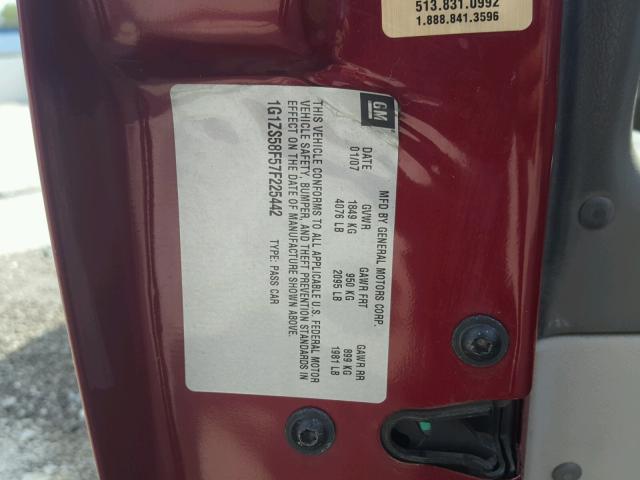 513.831.0992
1.888.841.3596
GM
MFD BY GENERAL MOTORS CORP.
DATE GVWR GAWR FRT GAWR RR
01/07 1849 KG 950 KG 899 KG
4076 LB 2095 LB 1981 LB
THIS VEHICLE CONFORMS TO ALL APPLICABLE U.S. FEDERAL MOTOR
VEHICLE SAFETY, BUMPER, AND THEFT PREVENTION STANDARDS IN
EFFECT ON THE DATE OF MANUFACTURE SHOWN ABOVE.
1G1ZS58F57F225442 TYPE: PASS CAR